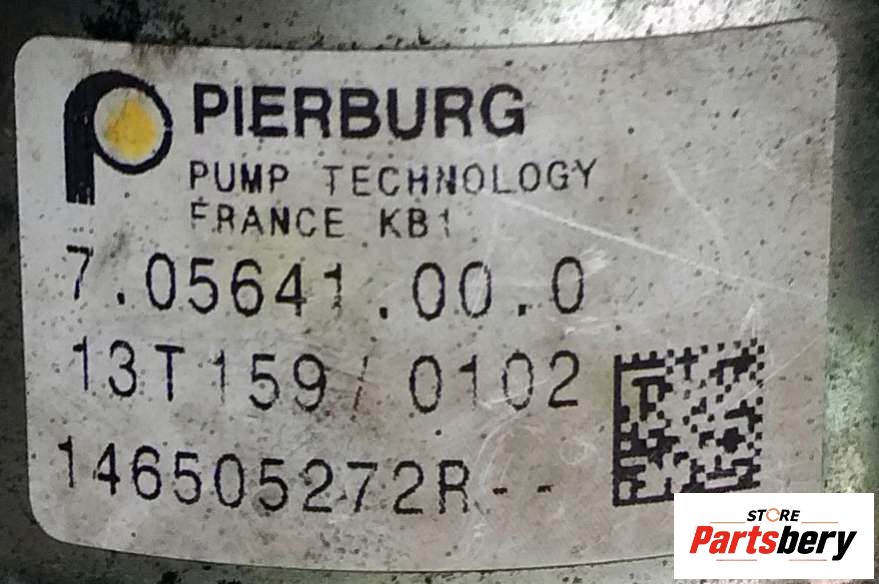 PIERBURG
PUMP TECHNOLOGY
FRANCE KB1
7.05641.00.0
13T159/0102
146505272R--
STORE
Partsbery